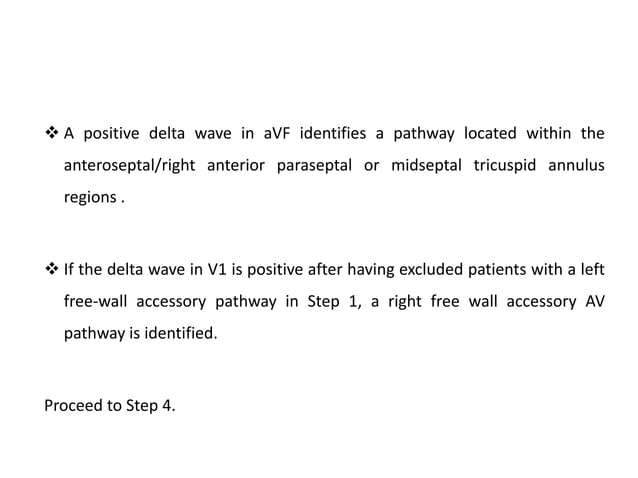 ❖ A positive delta wave in aVF identifies a pathway located within the
anteroseptal/right anterior paraseptal or midseptal tricuspid annulus
regions .
❖ If the delta wave in V1 is positive after having excluded patients with a left
free-wall accessory pathway in Step 1, a right free wall accessory AV
pathway is identified.
Proceed to Step 4.